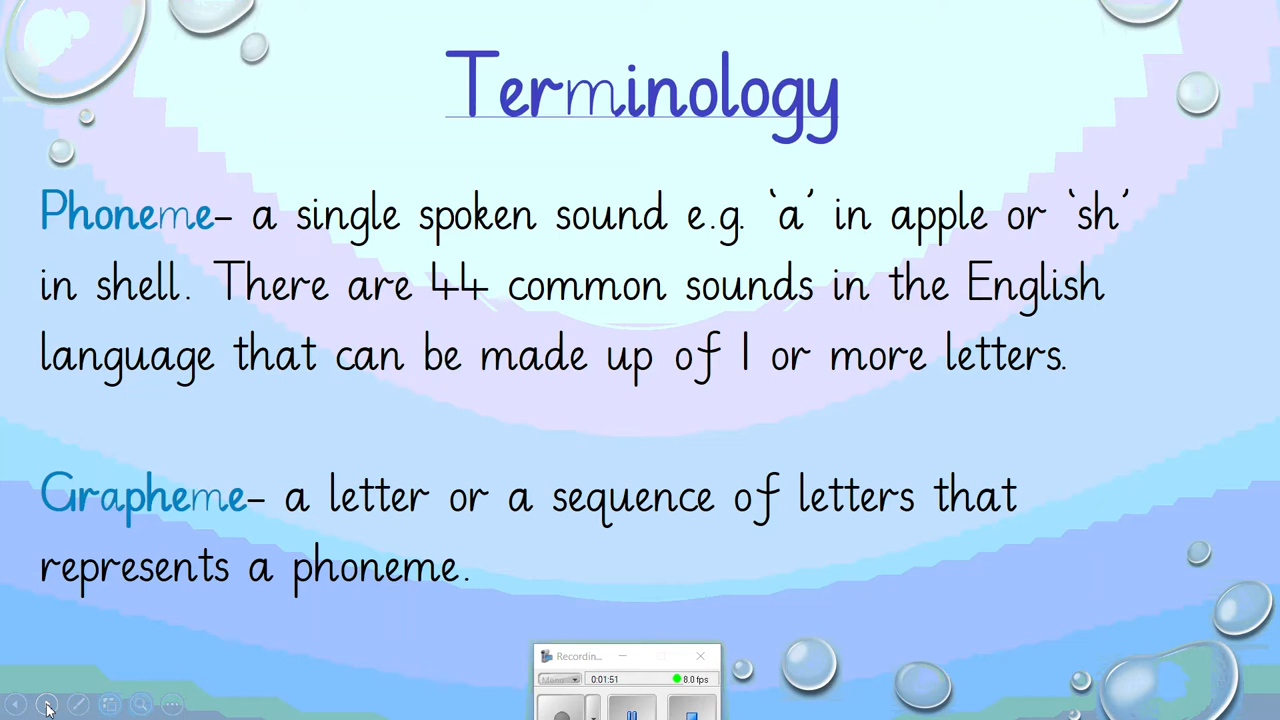 Terminology
Phoneme- a single spoken sound e.g. ‘a’ in apple or ‘sh’
in shell. There are 44 common sounds in the English
language that can be made up of 1 or more letters.
Grapheme- a letter or a sequence of letters that
represents a phoneme.
Recordin...
Mono
0:01:51
8.0 fps